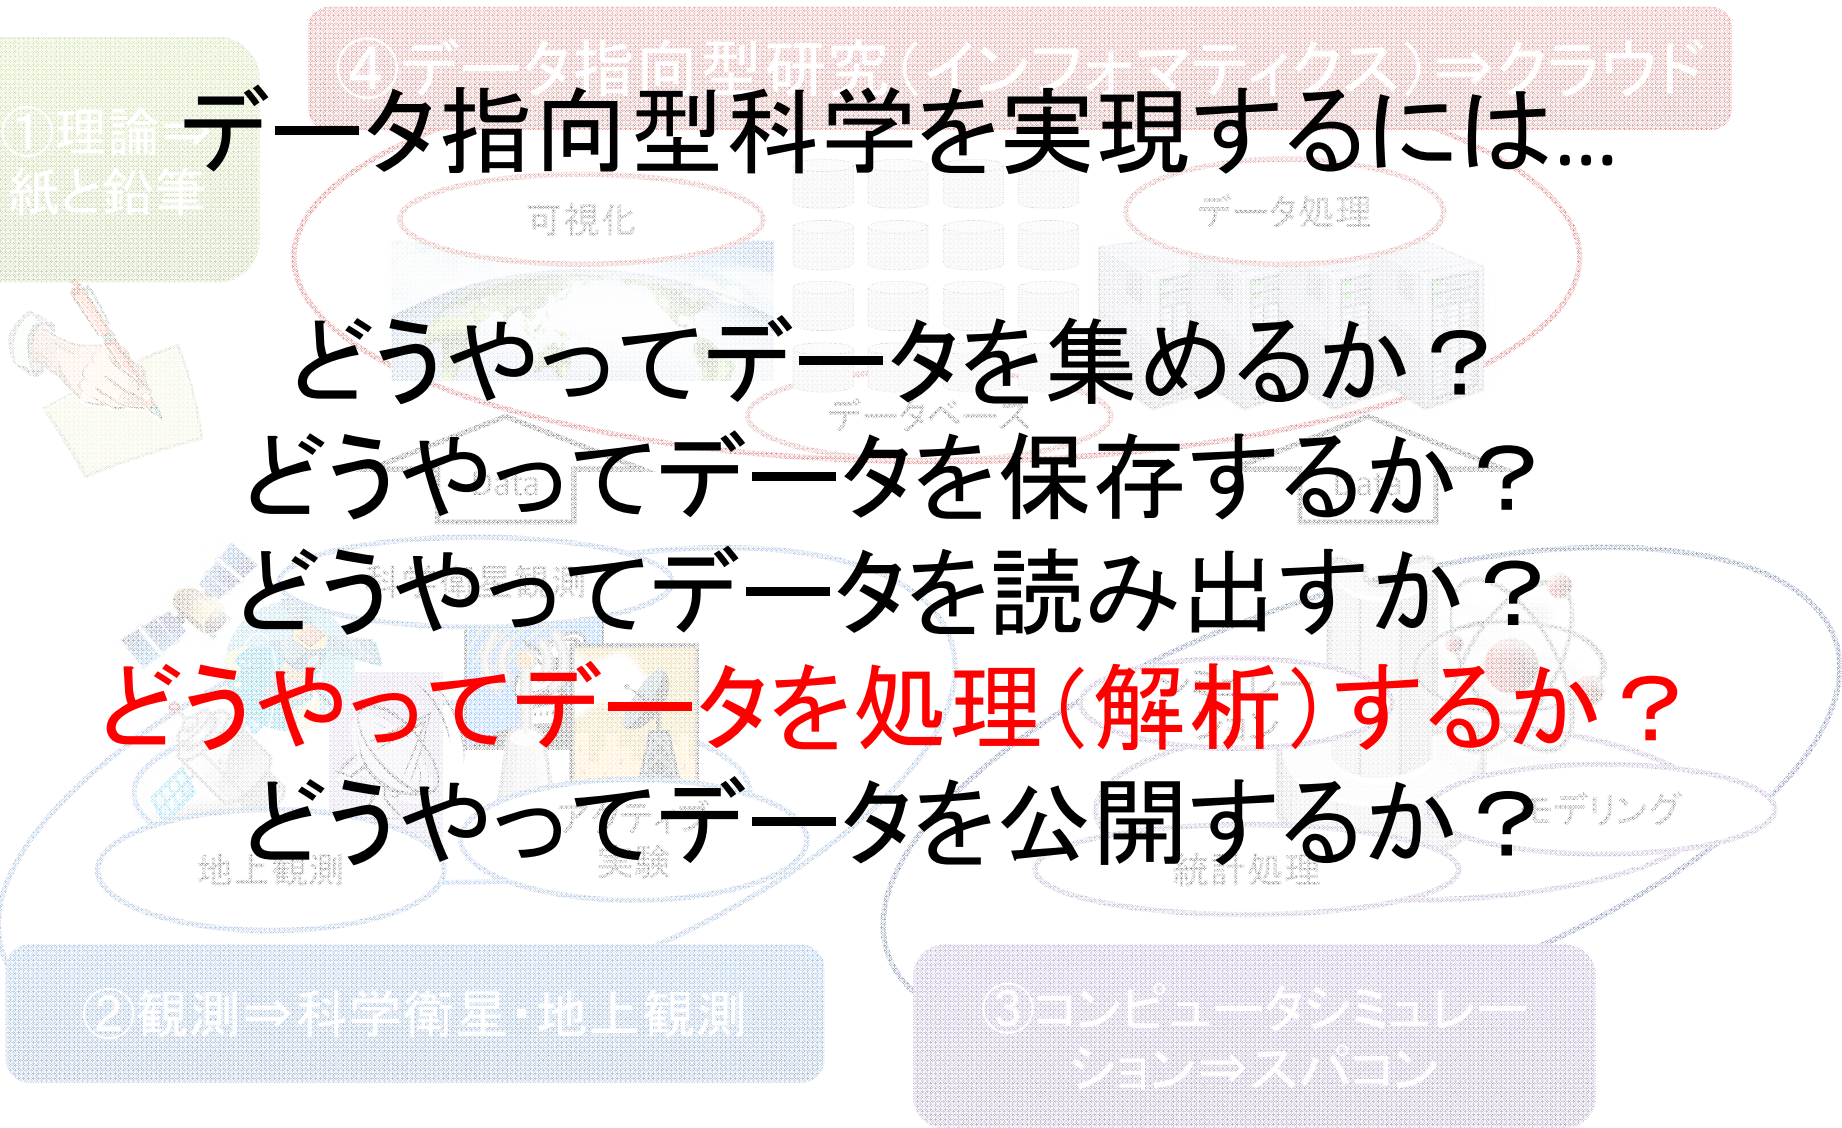 ④データ指向型研究（インフォマティクス）⇒クラウド
データ指向型科学を実現するには...
①理論⇒
紙と鉛筆
可視化
データ処理
どうやってデータを集めるか？
データベース
どうやってデータを保存するか？
Data
Data
どうやってデータを読み出すか？
科学衛星観測
どうやってデータを処理（解析）するか？
どうやってデータを公開するか？
モデリング
地上観測
実験
統計処理
②観測⇒科学衛星・地上観測
③コンピュータシミュレー
ション⇒スパコン